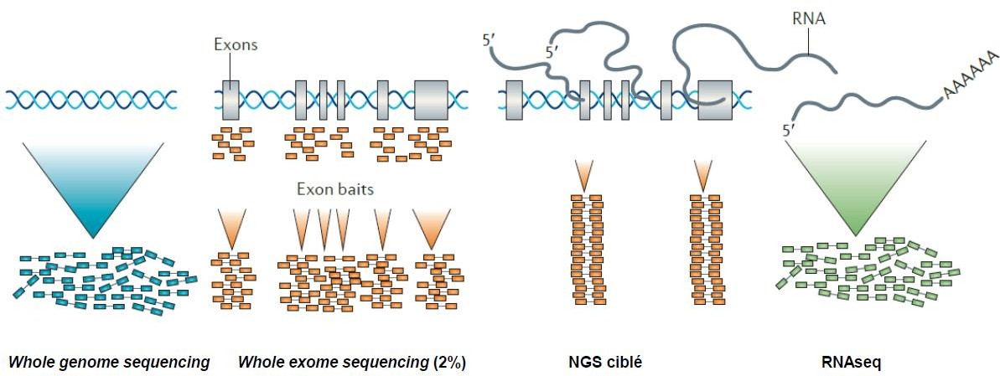 Exons
Exon baits
5′
5′
RNA
AAAAAA
5′
Whole genome sequencing
Whole exome sequencing (2%)
NGS ciblé
RNAseq